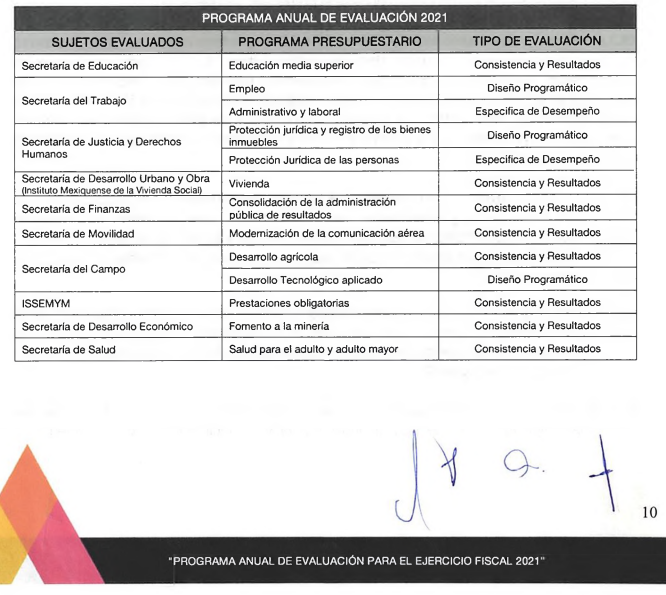 PROGRAMA ANUAL DE EVALUACIÓN 2021
SUJETOS EVALUADOS PROGRAMA PRESUPUESTARIO TIPO DE EVALUACIÓN
Secretaría de Educación Educación media superior Consistencia y Resultados
Secretaría del Trabajo
Empleo Diseño Programático
Administrativo y laboral Especifica de Desempeño
Secretaría de Justicia y Derechos
Humanos
Protección jurídica y registro de los bienes
inmuebles
Diseño Programático
Protección Jurídica de las personas Especifica de Desempeño
Secretaría de Desarrollo Urbano y Obra
(Instituto Mexiquense de la Vivienda Social)
Vivienda Consistencia y Resultados
Secretaría de Finanzas
Consolidación de la administración
pública de resultados
Consistencia y Resultados
Secretaría de Movilidad Modernización de la comunicación aérea Consistencia y Resultados
Secretaría del Campo
Desarrollo agrícola Consistencia y Resultados
Desarrollo Tecnológico aplicado Diseño Programático
ISSEMYM Prestaciones obligatorias Consistencia y Resultados
Secretaría de Desarrollo Económico Fomento a la minería Consistencia y Resultados
Secretaría de Salud Salud para el adulto y adulto mayor Consistencia y Resultados
10
"PROGRAMA ANUAL DE EVALUACIÓN PARA EL EJERCICIO FISCAL 2021"